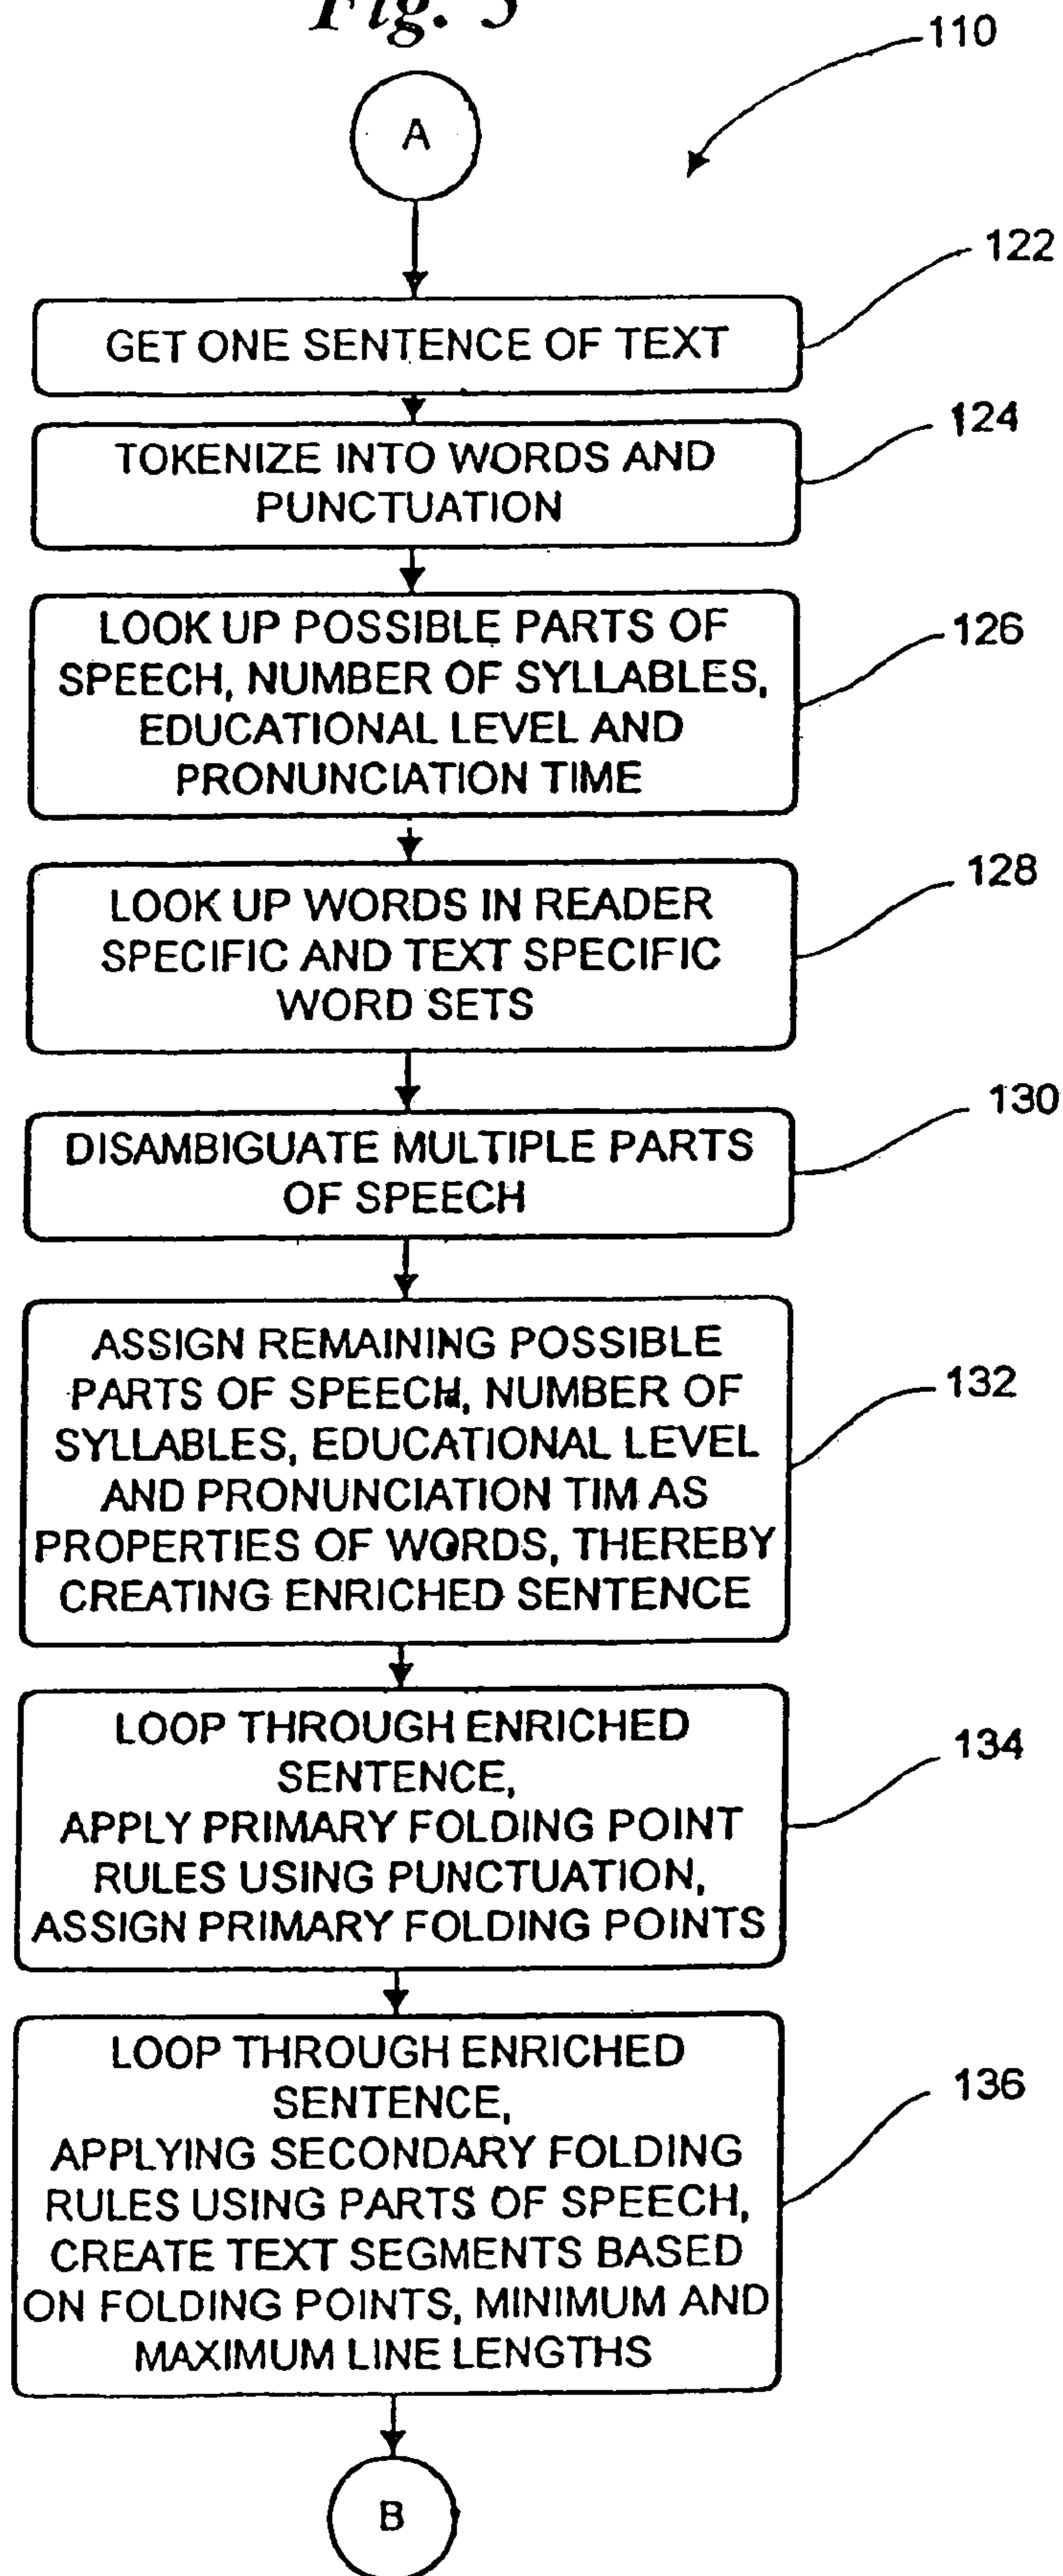 Fig. 5
110
A
122
GET ONE SENTENCE OF TEXT
124
TOKENIZE INTO WORDS AND
PUNCTUATION
126
LOOK UP POSSIBLE PARTS OF
SPEECH, NUMBER OF SYLLABLES,
EDUCATIONAL LEVEL AND
PRONUNCIATION TIME
128
LOOK UP WORDS IN READER
SPECIFIC AND TEXT SPECIFIC
WORD SETS
130
DISAMBIGUATE MULTIPLE PARTS
OF SPEECH
132
ASSIGN REMAINING POSSIBLE
PARTS OF SPEECH, NUMBER OF
SYLLABLES, EDUCATIONAL LEVEL
AND PRONUNCIATION TIM AS
PROPERTIES OF WORDS, THEREBY
CREATING ENRICHED SENTENCE
134
LOOP THROUGH ENRICHED
SENTENCE,
APPLY PRIMARY FOLDING POINT
RULES USING PUNCTUATION,
ASSIGN PRIMARY FOLDING POINTS
136
LOOP THROUGH ENRICHED
SENTENCE,
APPLYING SECONDARY FOLDING
RULES USING PARTS OF SPEECH,
CREATE TEXT SEGMENTS BASED
ON FOLDING POINTS, MINIMUM AND
MAXIMUM LINE LENGTHS
B